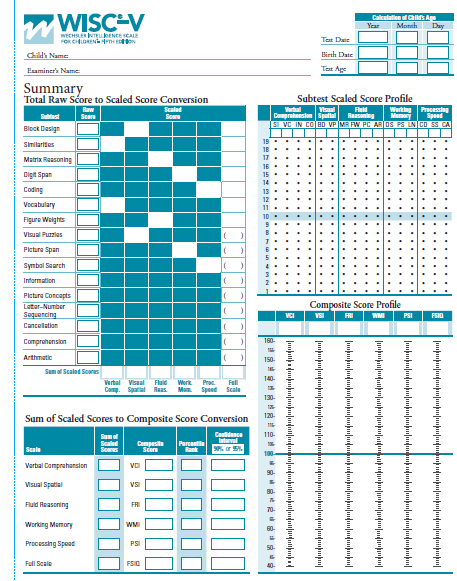 WISC-V
WECHSLER INTELLIGENCE SCALE
FOR CHILDREN® FIFTH EDITION
Child's Name:
Examiner's Name:
Calculation of Child's Age
Year Month Day
Test Date
Birth Date
Test Age
Summary
Total Raw Score to Scaled Score Conversion
Subtest Raw Score Scaled Score
Block Design
Similarities
Matrix Reasoning
Digit Span
Coding
Vocabulary
Figure Weights
Visual Puzzles ( )
Picture Span ( )
Symbol Search ( )
Information ( )
Picture Concepts ( )
Letter–Number
Sequencing ( )
Cancellation ( )
Comprehension ( )
Arithmetic ( )
Sum of Scaled Scores
Verbal Visual Fluid Work. Proc. Full
Comp. Spatial Reas. Mem. Speed Scale
Subtest Scaled Score Profile
Verbal Visual Fluid Working Processing
Comprehension Spatial Reasoning Memory Speed
SI VC IN CO BD VP MR FW PC AR DS PS LN CD SS CA
19
18
17
16
15
14
13
12
11
10
9
8
7
6
5
4
3
2
1
Composite Score Profile
VCI VSI FRI WMI PSI FSIQ
160
155
150
145
140
135
130
125
120
115
110
105
100
95
90
85
80
75
70
65
60
55
50
45
40
Sum of Scaled Scores to Composite Score Conversion
Scale Sum of Scaled Scores Composite Score Percentile Rank Confidence Interval
90% or 95%
Verbal Comprehension VCI
Visual Spatial VSI
Fluid Reasoning FRI
Working Memory WMI
Processing Speed PSI
Full Scale FSIQ